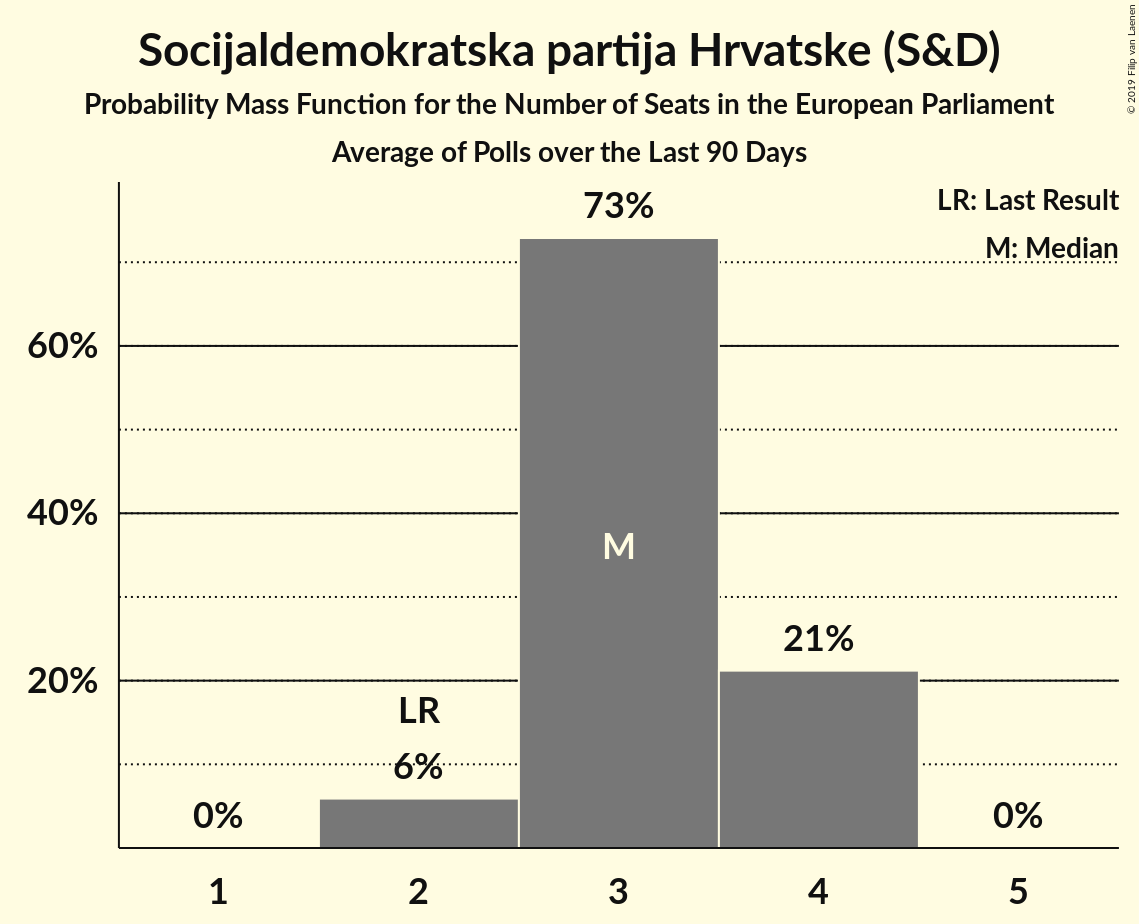 Socijaldemokratska partija Hrvatske (S&D)
Probability Mass Function for the Number of Seats in the European Parliament
Average of Polls over the Last 90 Days
© 2019 Filip van Laenen
LR: Last Result
M: Median
73%
60%
40%
M
21%
20%
LR
6%
0%
0%
1
2
3
4
5